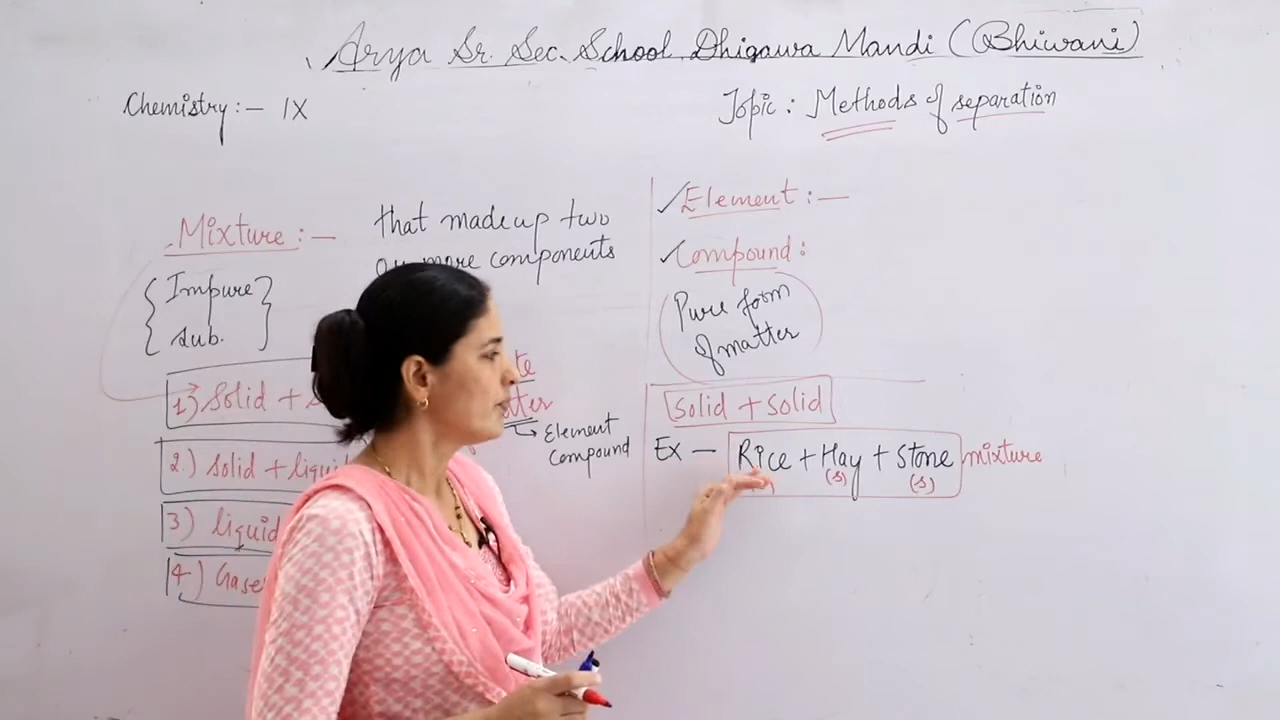 Arya Sr. Sec. School Dhigawa Mandi (Bhiwani)
Chemistry :- IX
Topic : Methods of separation
Mixture :-
that made up two
or more components
{ Impure
sub. }
1) Solid +
2.) Solid + liquid
3) liquid
4.) Gase
Element
Compound
✓Element :-
✓Compound :
Pure form
of matter
Solid + Solid
Ex - Rice + Hay + Stone mixture
(s) (s)